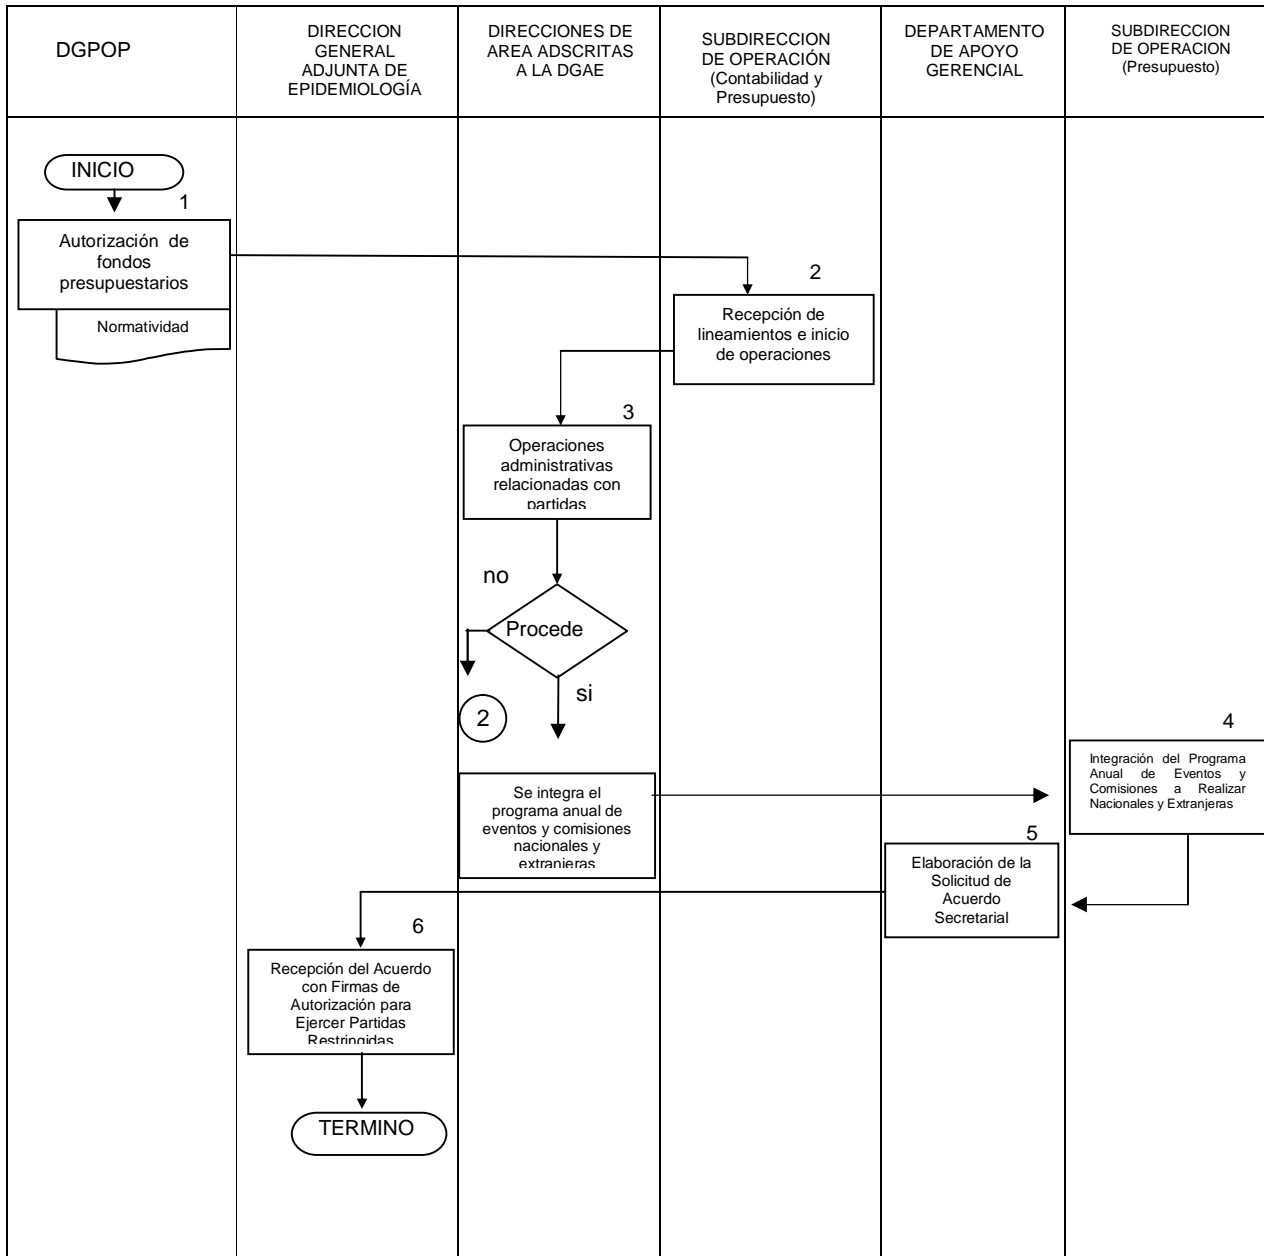 DGPOP
DIRECCION
GENERAL
ADJUNTA DE
EPIDEMIOLOGÍA
DIRECCIONES DE
AREA ADSCRITAS
A LA DGAE
SUBDIRECCION
DE OPERACIÓN
(Contabilidad y
Presupuesto)
DEPARTAMENTO
DE APOYO
GERENCIAL
SUBDIRECCION
DE OPERACION
(Presupuesto)
INICIO
1
Autorización de
fondos
presupuestarios
Normatividad
2
Recepción de
lineamientos e inicio
de operaciones
3
Operaciones
administrativas
relacionadas con
partidas
no
Procede
si
2
4
Integración del Programa
Anual de Eventos y
Comisiones a Realizar
Nacionales y Extranjeras
Se integra el
programa anual de
eventos y comisiones
nacionales y
extranjeras
5
Elaboración de la
Solicitud de
Acuerdo
Secretarial
6
Recepción del Acuerdo
con Firmas de
Autorización para
Ejercer Partidas
Restringidas
TERMINO